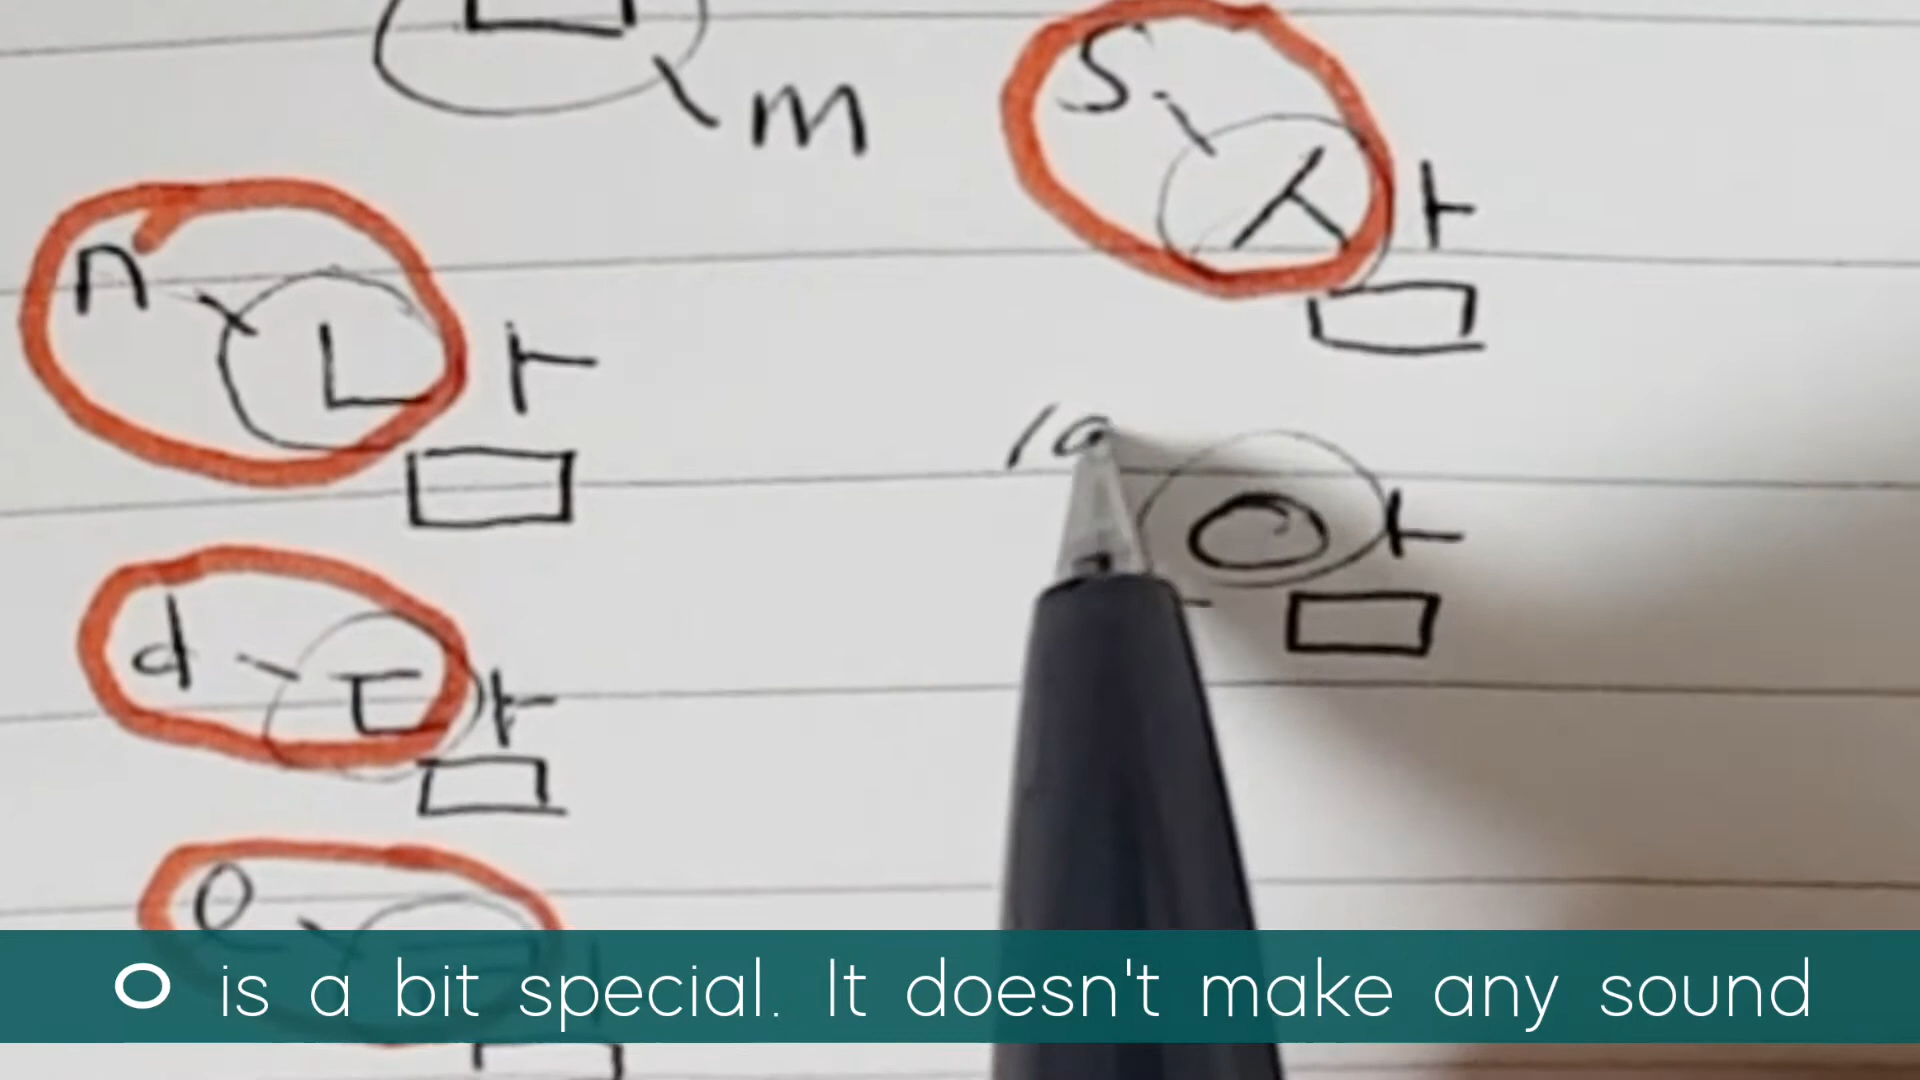 m
s ㅅ ㅏ
n ㄴ ㅏ
ㅇ ㅏ
d ㄷ ㅏ
ㅇ is a bit special. It doesn't make any sound